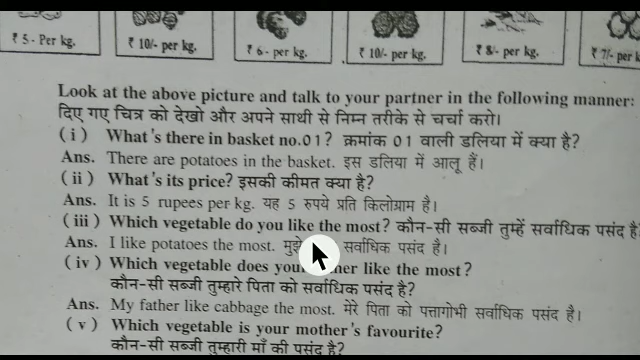 ₹ 5 - Per kg.
₹ 10/- per kg.
₹ 6 - per kg.
₹ 10/- per kg.
₹ 8/- per kg.
₹ 7/- per k
Look at the above picture and talk to your partner in the following manner:
दिए गए चित्र को देखो और अपने साथी से निम्न तरीके से चर्चा करो।
(i) What's there in basket no.01? क्रमांक 01 वाली डलिया में क्या है?
Ans. There are potatoes in the basket. इस डलिया में आलू हैं।
(ii) What's its price? इसकी कीमत क्या है?
Ans. It is 5 rupees per kg. यह 5 रुपये प्रति किलोग्राम है।
(iii) Which vegetable do you like the most? कौन-सी सब्जी तुम्हें सर्वाधिक पसंद है
Ans. I like potatoes the most. मुझे सर्वाधिक पसंद है।
(iv) Which vegetable does your her like the most?
कौन-सी सब्जी तुम्हारे पिता को सर्वाधिक पसंद है?
Ans. My father like cabbage the most. मेरे पिता को पत्तागोभी सर्वाधिक पसंद है।
(v) Which vegetable is your mother's favourite?
कौन-सी सब्जी तुम्हारी माँ की पसंद है?